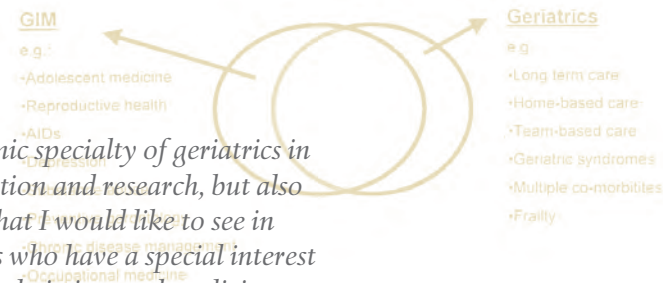 GIM
e.g.:
•Adolescent medicine
•Reproductive health
•AIDs
•Depression
•Chronic disease management
•Occupational medicine
Geriatrics
e.g.
•Long term care
•Home-based care
•Team-based care
•Geriatric syndromes
•Multiple co-morbitites
•Frailly
nic specialty of geriatrics in
tion and research, but also
hat I would like to see in
s who have a special interest